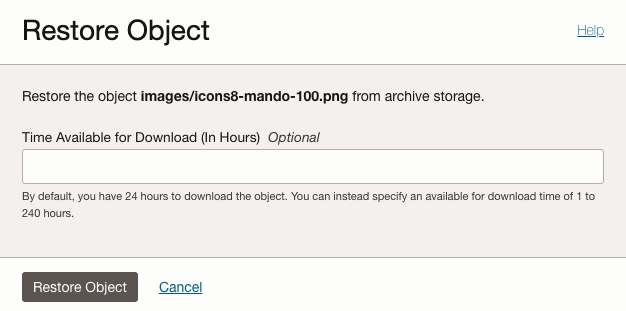 Restore Object
Help
Restore the object images/icons8-mando-100.png from archive storage.
Time Available for Download (In Hours) Optional
By default, you have 24 hours to download the object. You can instead specify an available for download time of 1 to
240 hours.
Restore Object
Cancel